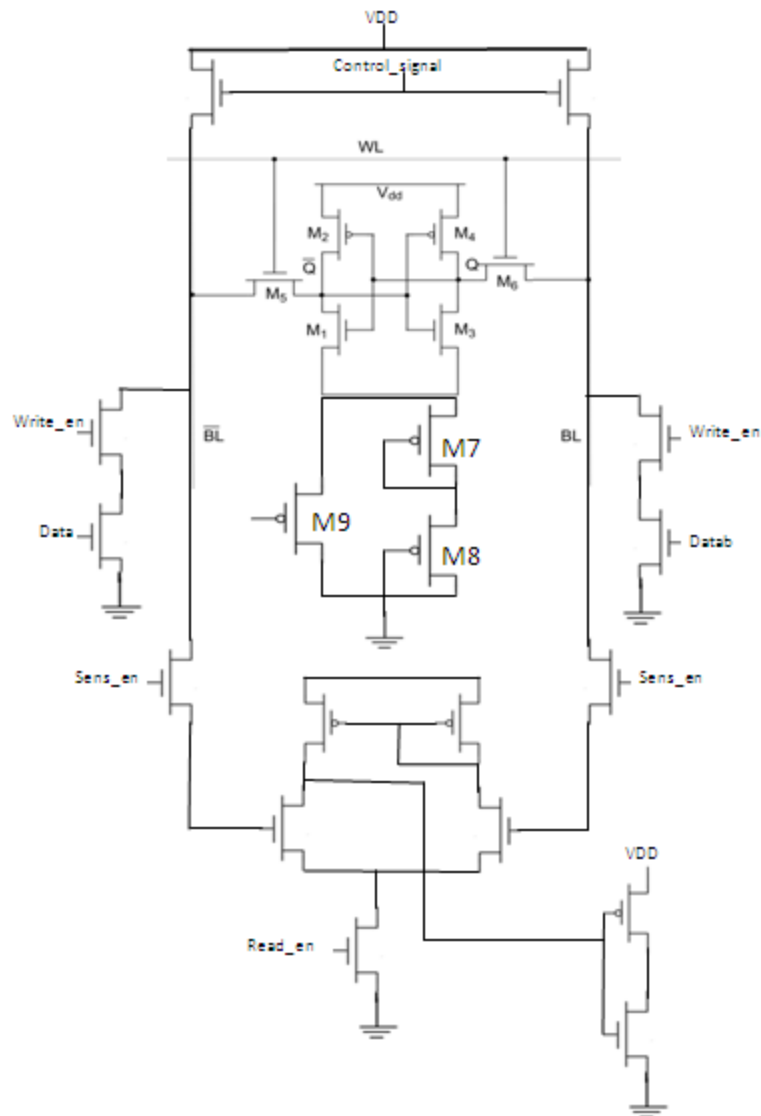 VDD
Control_signal
WL
Vdd
M2
M4
Q̅
Q
M5
M6
M1
M3
Write_en
B̅L̅
M7
BL
Write_en
Data
M9
M8
Datab
Sens_en
Sens_en
VDD
Read_en